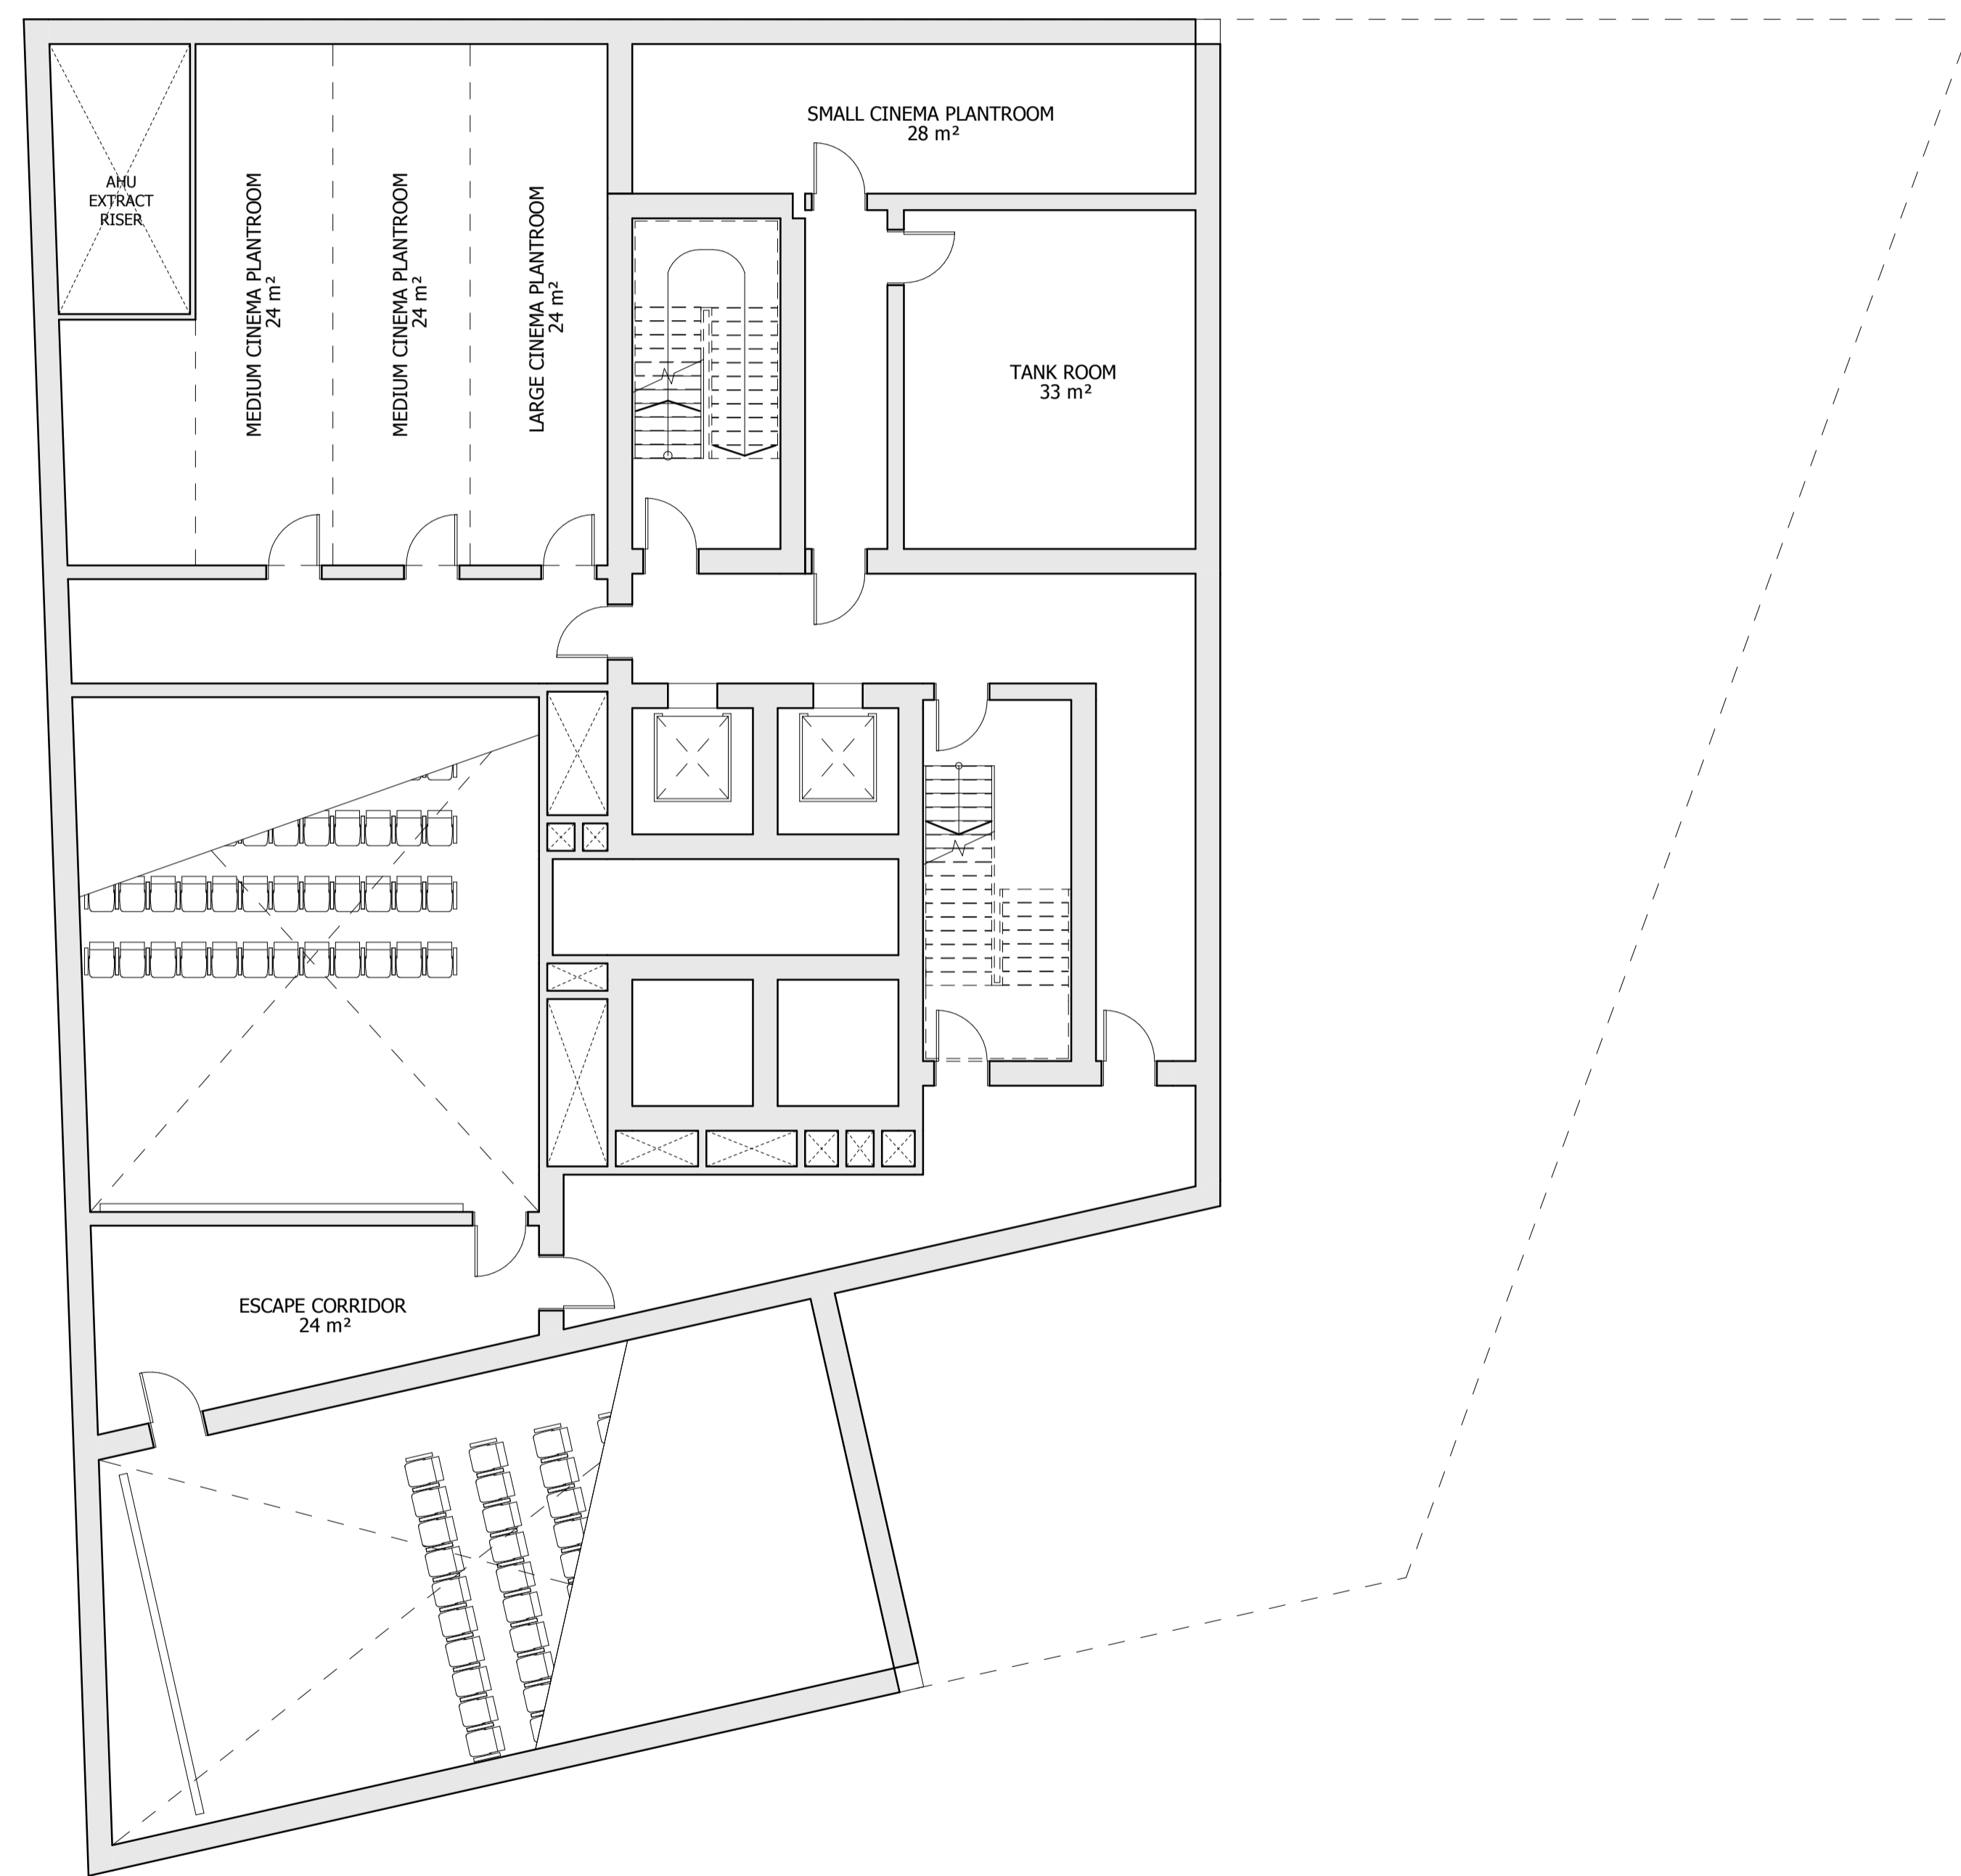 SMALL CINEMA PLANTROOM
28 m²
AHU
EXTRACT
RISER
MEDIUM CINEMA PLANTROOM
24 m²
MEDIUM CINEMA PLANTROOM
24 m²
LARGE CINEMA PLANTROOM
24 m²
TANK ROOM
33 m²
ESCAPE CORRIDOR
24 m²